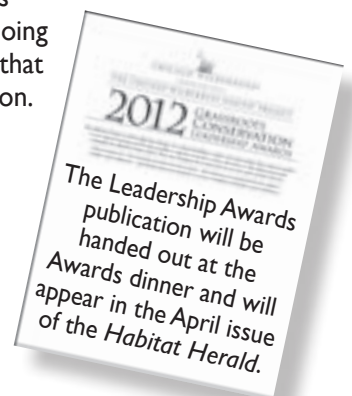 s
oing
that
on.
2012 GRASSROOTS
CONSERVATION
LEADERSHIP AWARDS
The Leadership Awards
publication will be
handed out at the
Awards dinner and will
appear in the April issue
of the Habitat Herald.